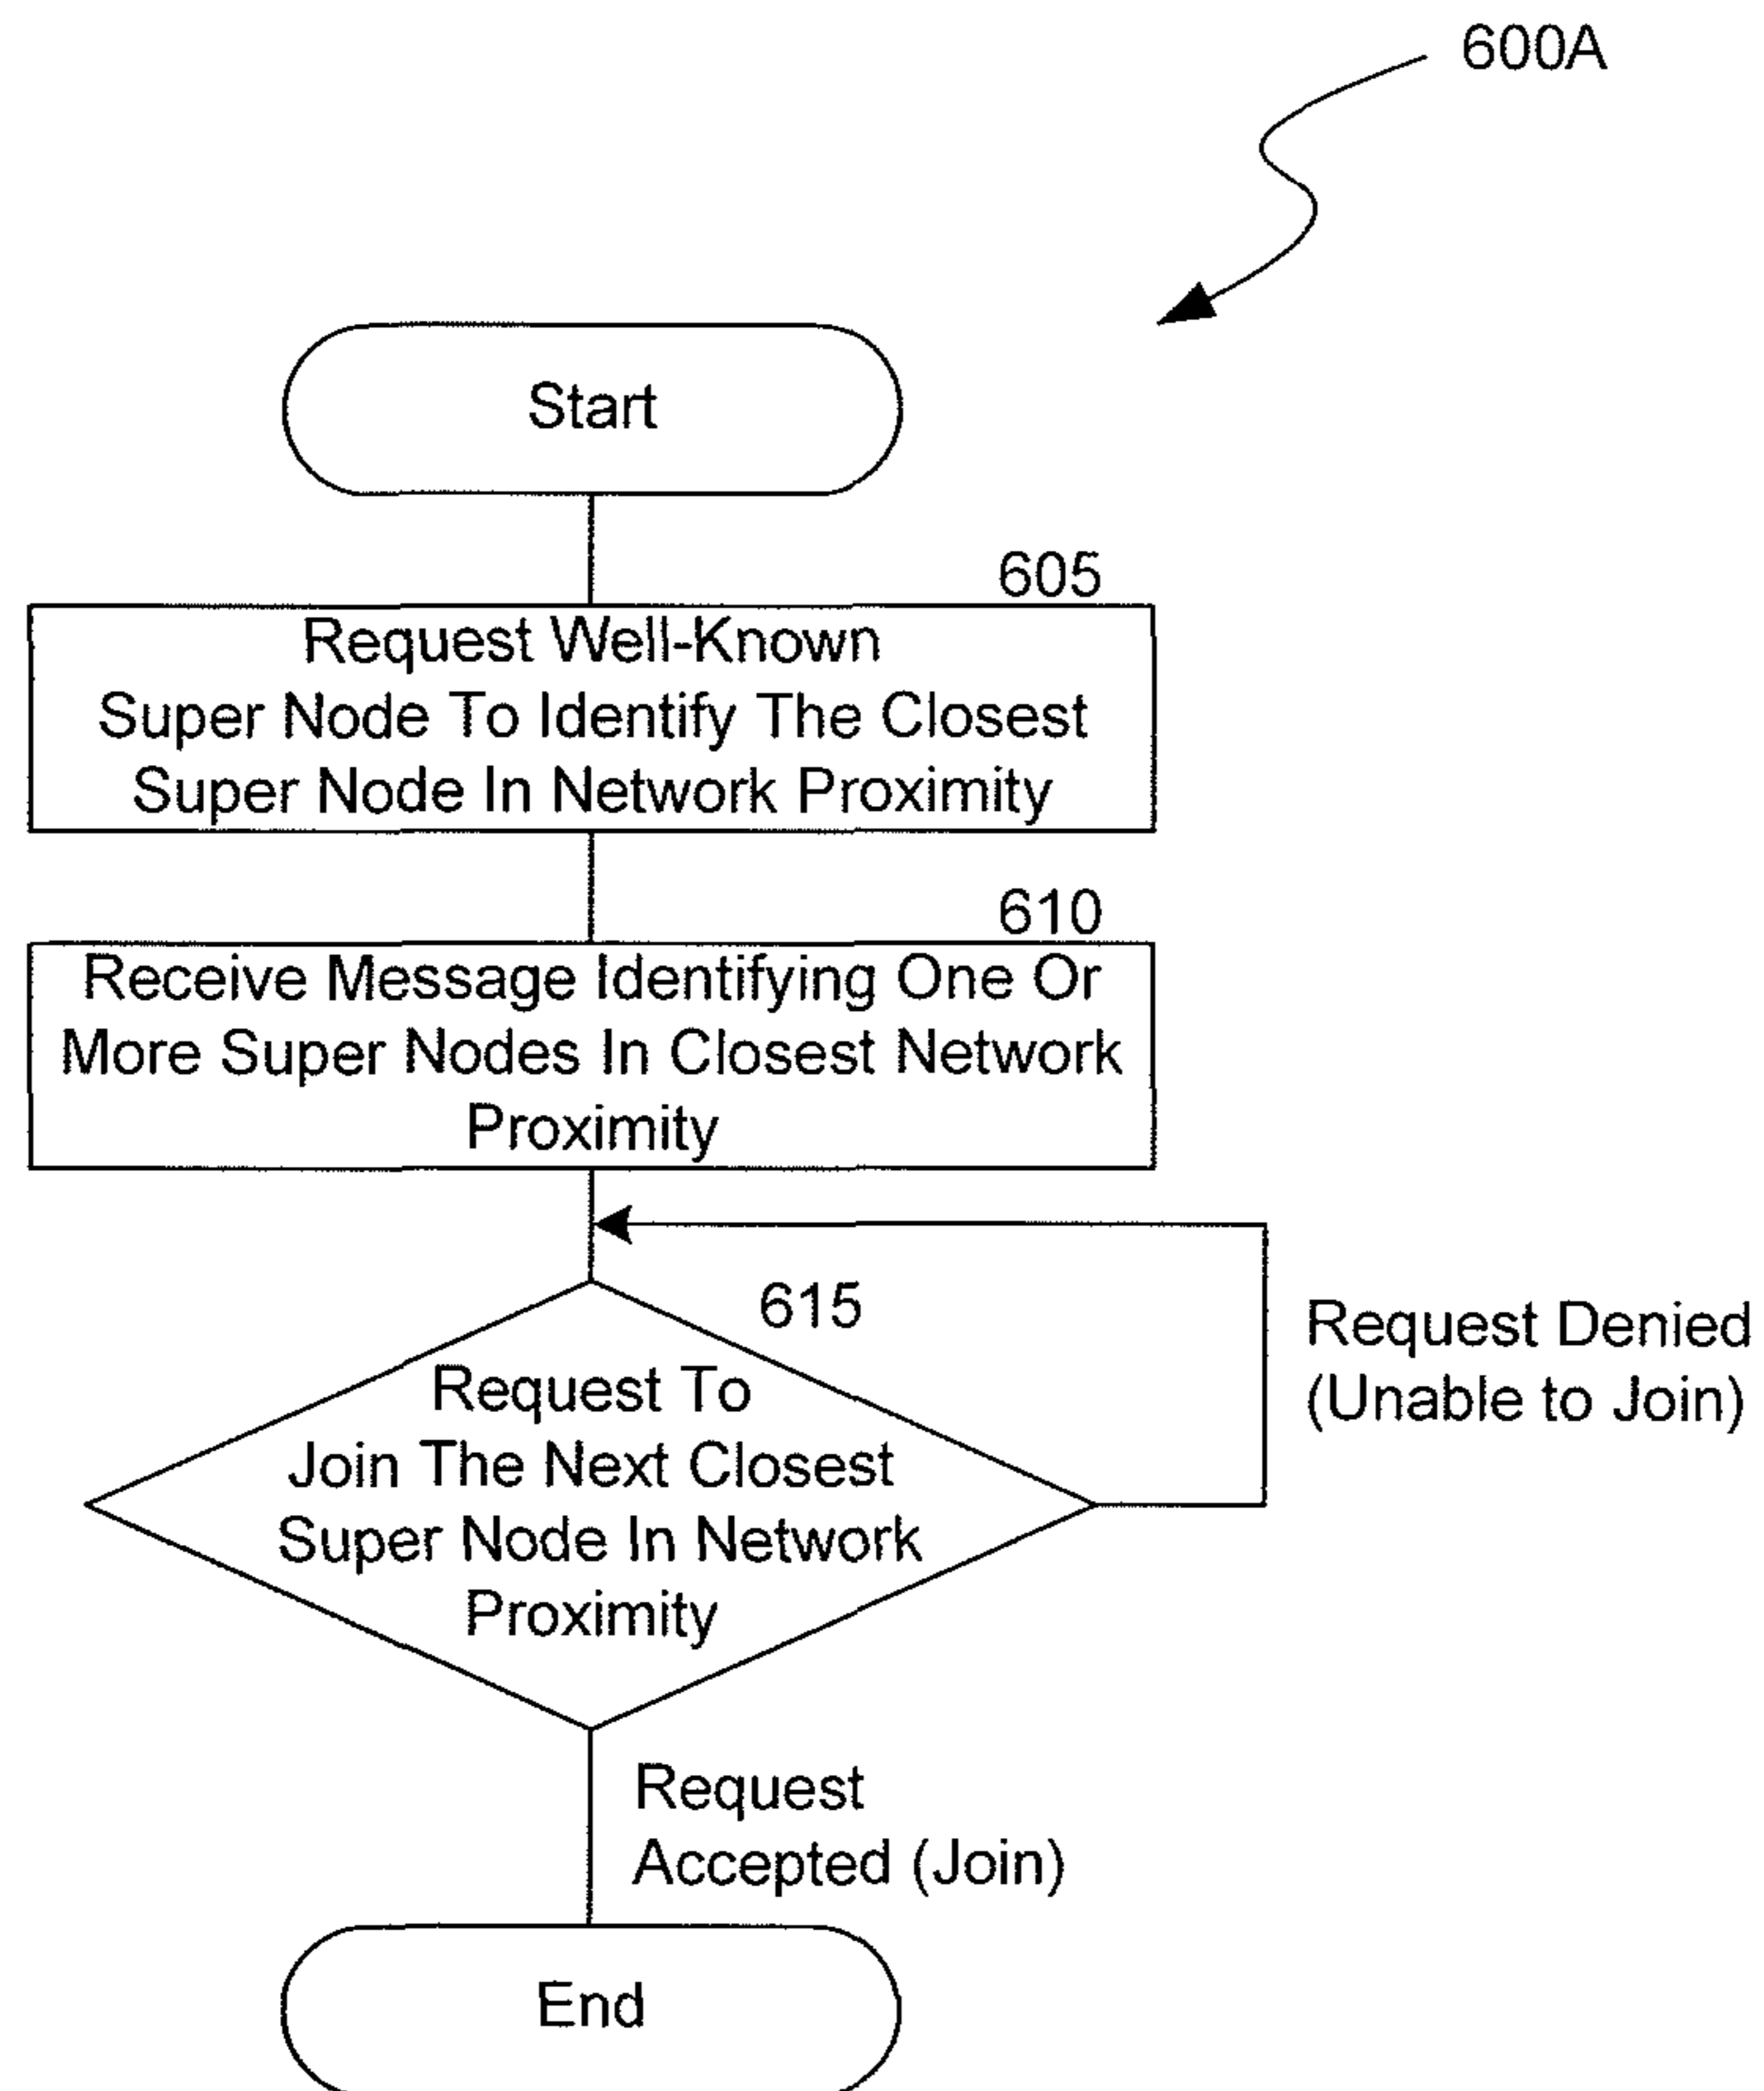 600A
Start
605
Request Well-Known
Super Node To Identify The Closest
Super Node In Network Proximity
610
Receive Message Identifying One Or
More Super Nodes In Closest Network
Proximity
615
Request To
Join The Next Closest
Super Node In Network
Proximity
Request Denied
(Unable to Join)
Request
Accepted (Join)
End